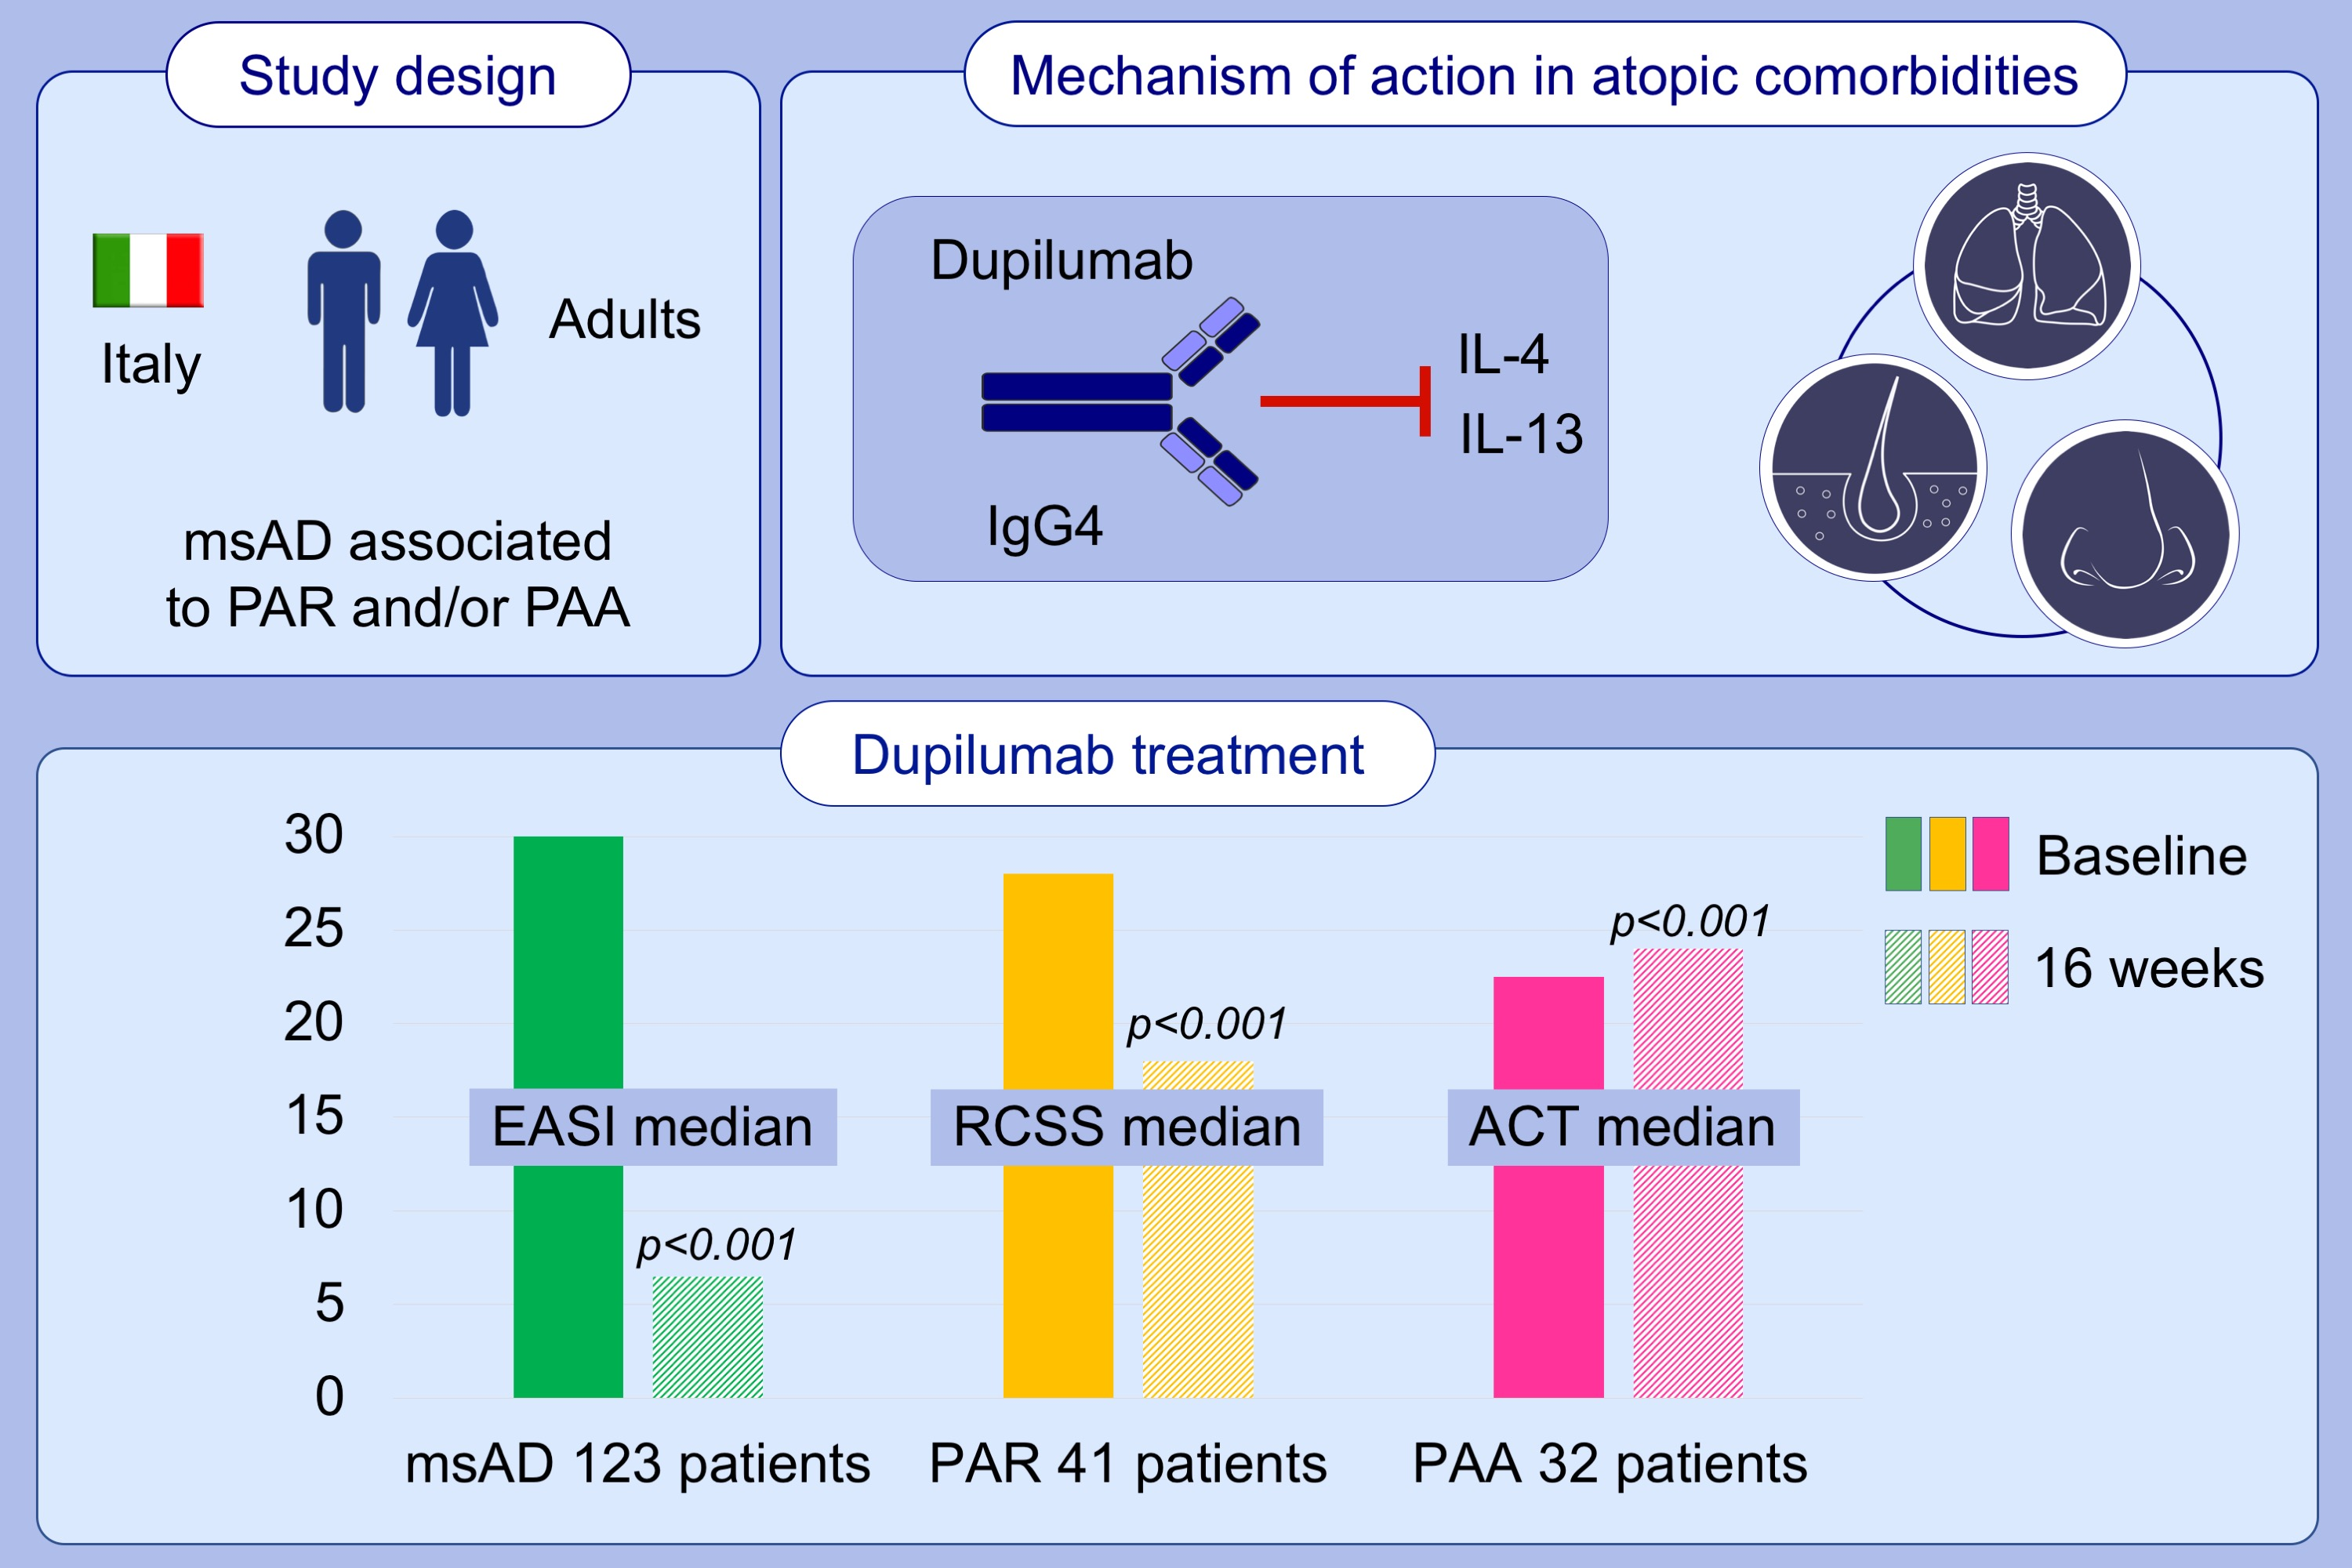 Study design
Italy
Adults
msAD associated
to PAR and/or PAA
Mechanism of action in atopic comorbidities
Dupilumab
IgG4
IL-4
IL-13
Dupilumab treatment
30
25
20
15
10
5
0
EASI median
p<0.001
RCSS median
p<0.001
ACT median
p<0.001
msAD 123 patients
PAR 41 patients
PAA 32 patients
Baseline
16 weeks